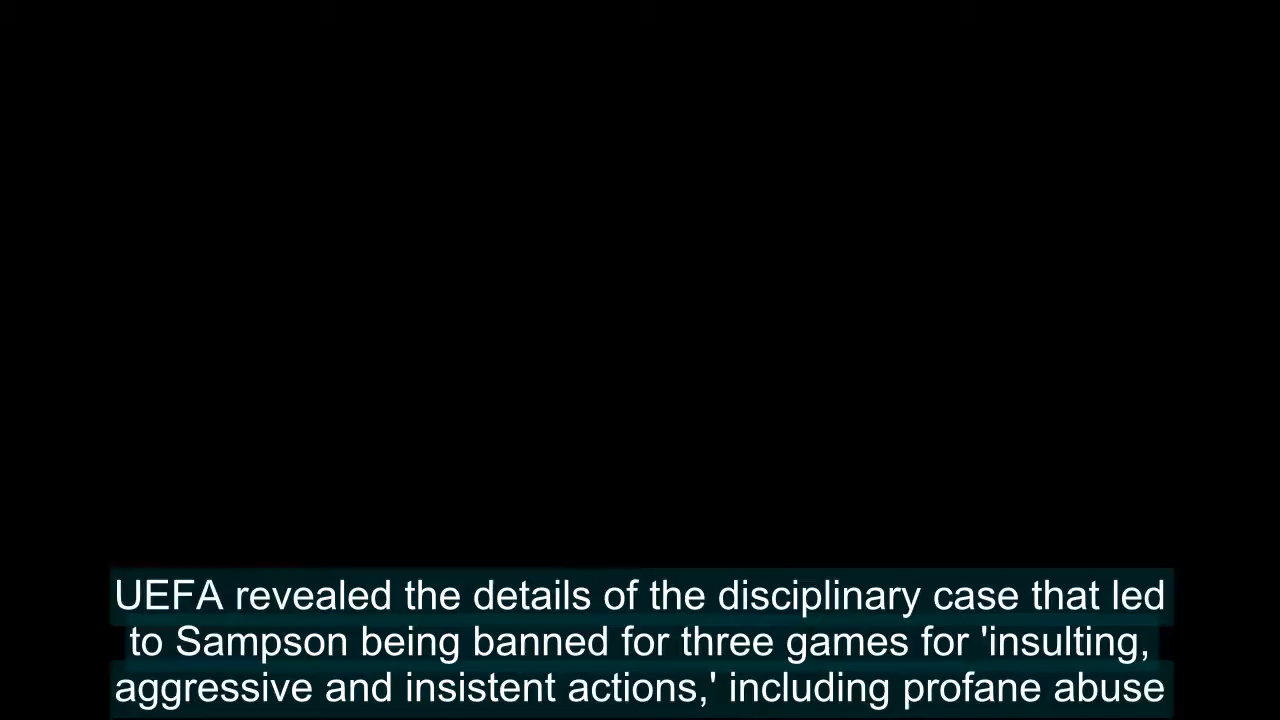 UEFA revealed the details of the disciplinary case that led
to Sampson being banned for three games for 'insulting,
aggressive and insistent actions,' including profane abuse